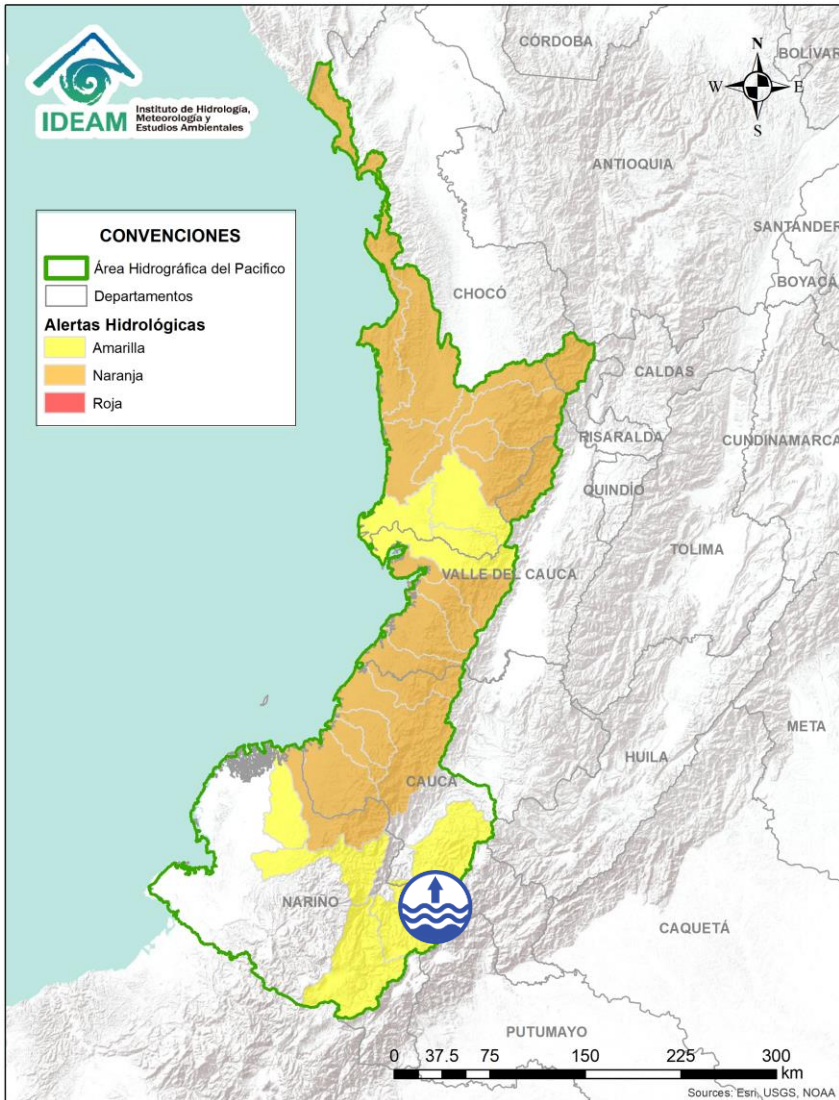 IDEAM
Instituto de Hidrología,
Meteorología y
Estudios Ambientales
N
W
E
S
CÓRDOBA
BOLÍVAR
ANTIOQUIA
SANTANDER
BOYACÁ
CHOCÓ
CALDAS
RISARALDA
CUNDINAMARCA
QUINDÍO
TOLIMA
VALLE DEL CAUCA
META
HUILA
CAUCA
NARIÑO
CAQUETÁ
PUTUMAYO
CONVENCIONES
Área Hidrográfica del Pacifico
Departamentos
Alertas Hidrológicas
Amarilla
Naranja
Roja
0 37.5 75 150 225 300
km
Sources: Esri, USGS, NOAA